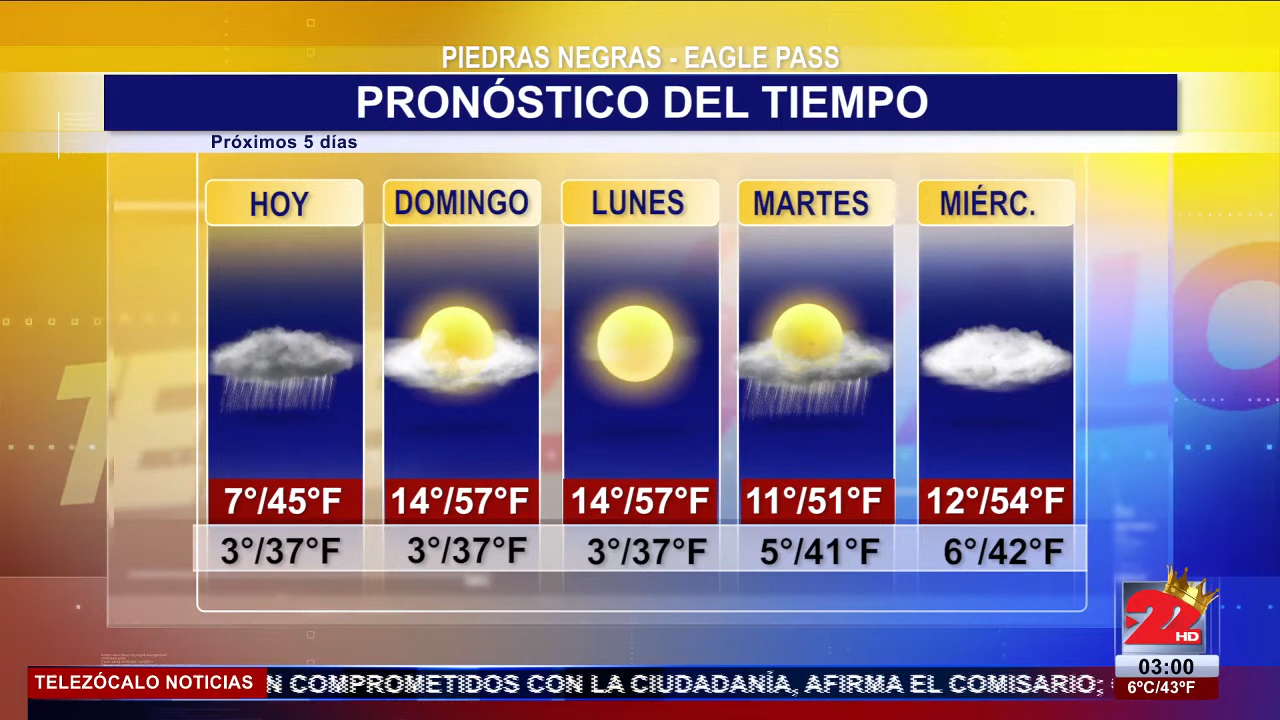 PIEDRAS NEGRAS - EAGLE PASS
PRONÓSTICO DEL TIEMPO
Próximos 5 días
HOY DOMINGO LUNES MARTES MIÉRC.
7°/45°F 14°/57°F 14°/57°F 11°/51°F 12°/54°F
3°/37°F 3°/37°F 3°/37°F 5°/41°F 6°/42°F
22
HD
03:00
6ºC/43ºF
TELEZÓCALO NOTICIAS
COMPROMETIDOS CON LA CIUDADANÍA, AFIRMA EL COMISARIO;